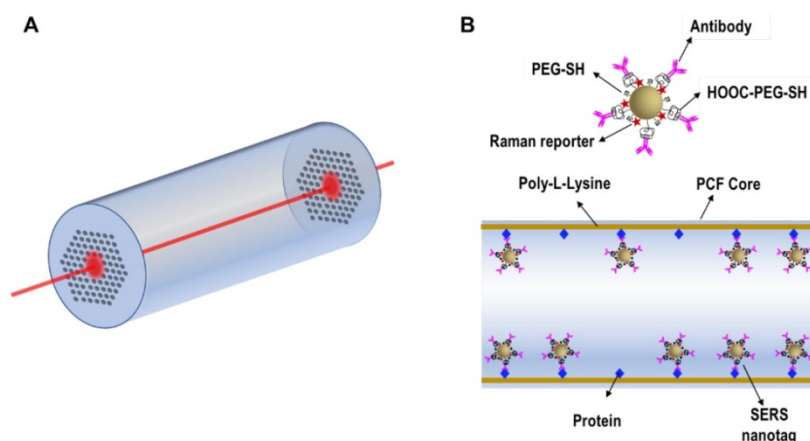 A
B
Antibody
PEG-SH
HOOC-PEG-SH
Raman reporter
Poly-L-Lysine
PCF Core
Protein
SERS
nanotag